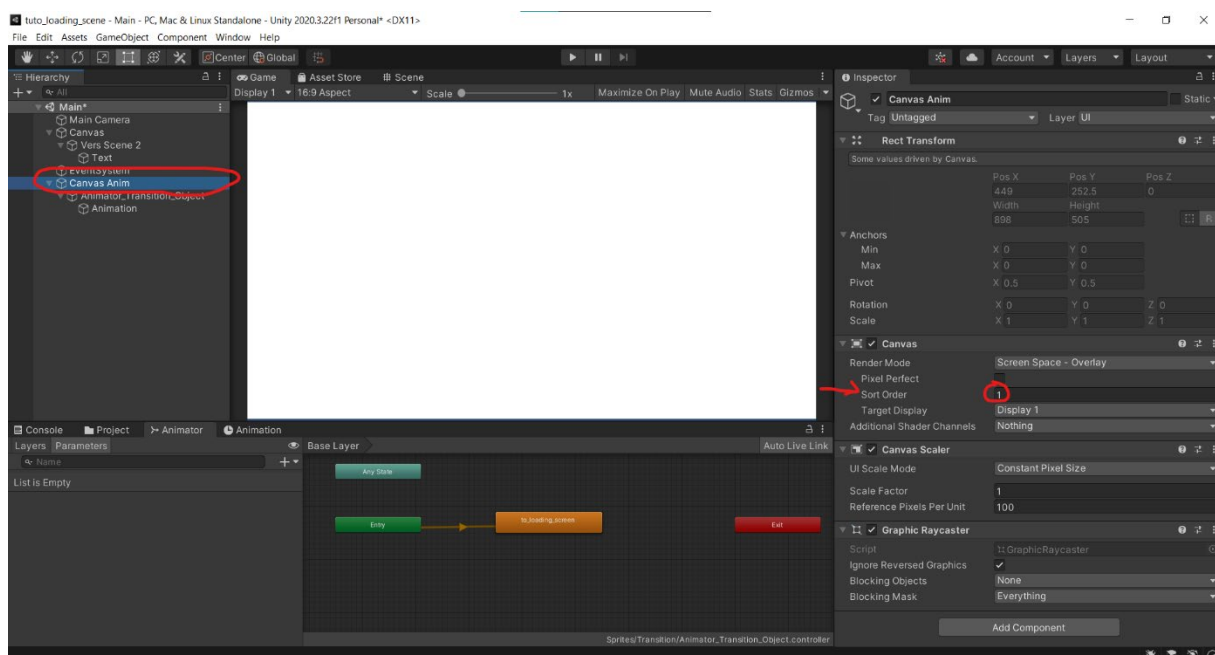 tuto_loading_scene - Main - PC, Mac & Linux Standalone - Unity 2020.3.22f1 Personal* <DX11>
File Edit Assets GameObject Component Window Help
Center Global
Account Layers Layout
Hierarchy
All
Main*
Main Camera
Canvas
Vers Scene 2
Text
EventSystem
Canvas Anim
Animator_Transition_Object
Animation
Game Asset Store Scene
Display 1 16:9 Aspect Scale 1x Maximize On Play Mute Audio Stats Gizmos
Console Project Animator Animation
Layers Parameters Base Layer Auto Live Link
Name
List is Empty
Any State
Entry
to_loading_screen
Exit
Sprites/Transition/Animator_Transition_Object.controller
Inspector
Canvas Anim Static
Tag Untagged Layer UI
Rect Transform
Some values driven by Canvas.
Pos X Pos Y Pos Z
449 252.5 0
Width Height
898 505
R
Anchors
Min X 0 Y 0
Max X 0 Y 0
Pivot X 0.5 Y 0.5
Rotation X 0 Y 0 Z 0
Scale X 1 Y 1 Z 1
Canvas
Render Mode Screen Space - Overlay
Pixel Perfect
Sort Order 1
Target Display Display 1
Additional Shader Channels Nothing
Canvas Scaler
UI Scale Mode Constant Pixel Size
Scale Factor 1
Reference Pixels Per Unit 100
Graphic Raycaster
Script GraphicRaycaster
Ignore Reversed Graphics
Blocking Objects None
Blocking Mask Everything
Add Component